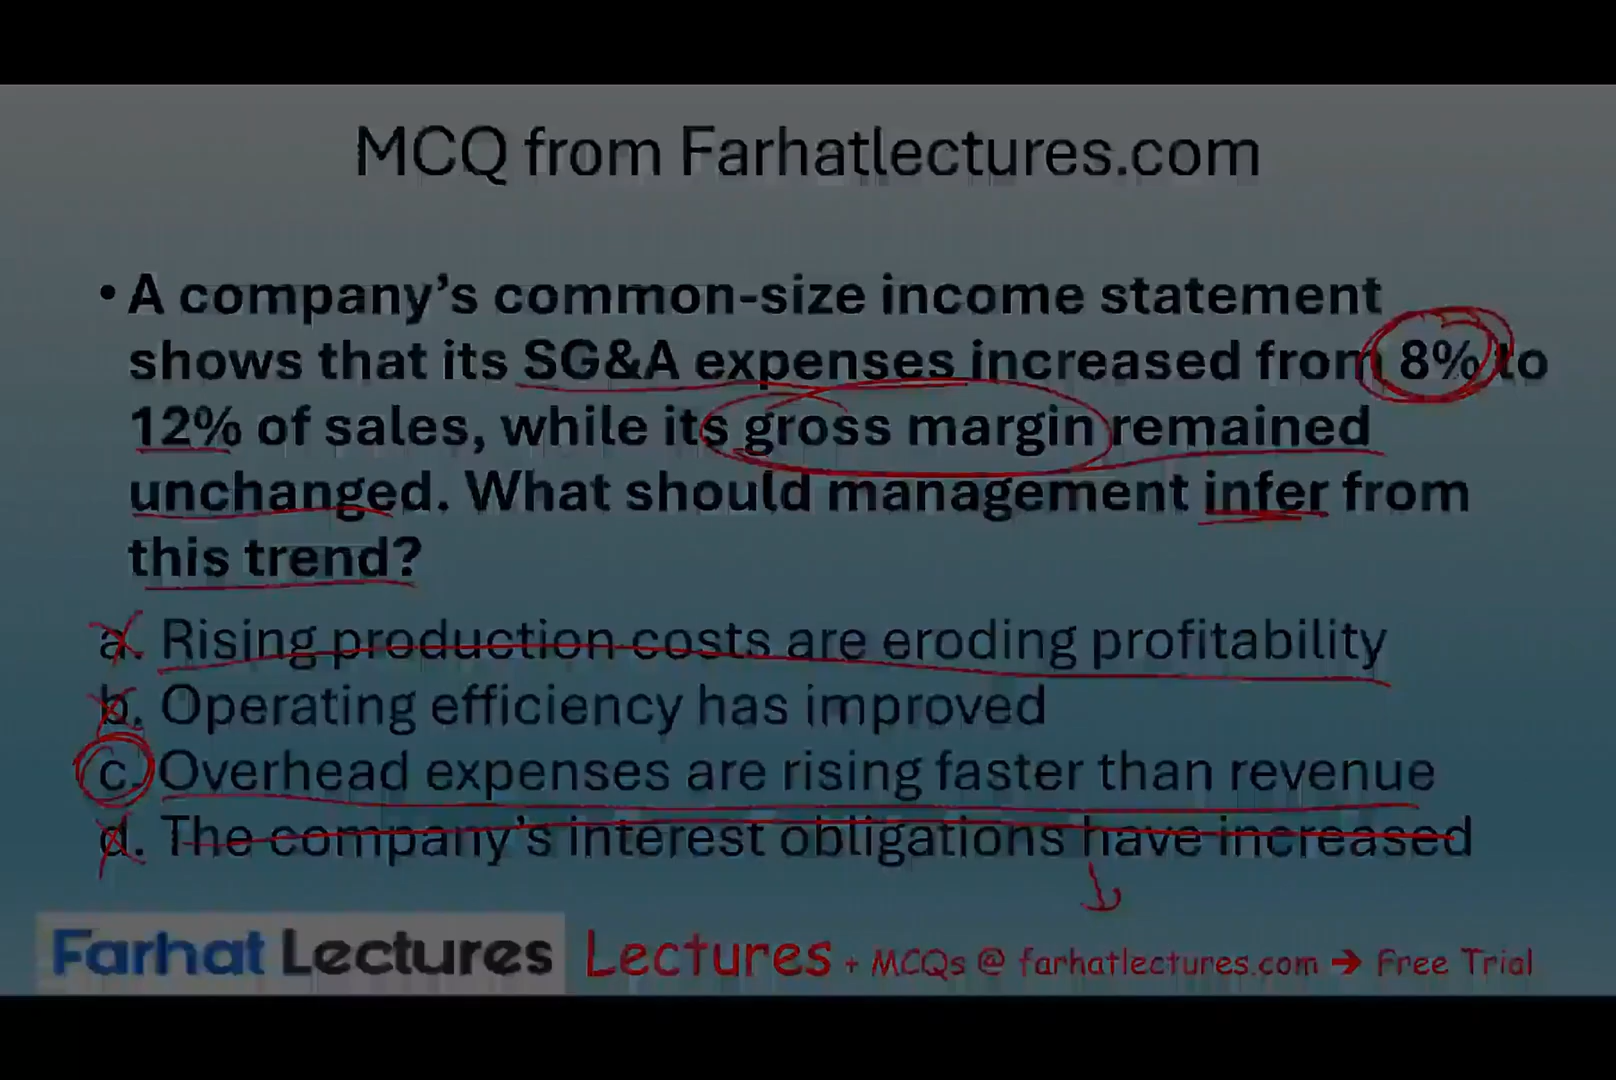 MCQ from Farhatlectures.com
• A company's common-size income statement
shows that its SG&A expenses increased from 8% to
12% of sales, while its gross margin remained
unchanged. What should management infer from
this trend?
a. Rising production costs are eroding profitability
b. Operating efficiency has improved
c. Overhead expenses are rising faster than revenue
d. The company's interest obligations have increased
Farhat Lectures Lectures + MCQs @ farhatlectures.com → Free Trial